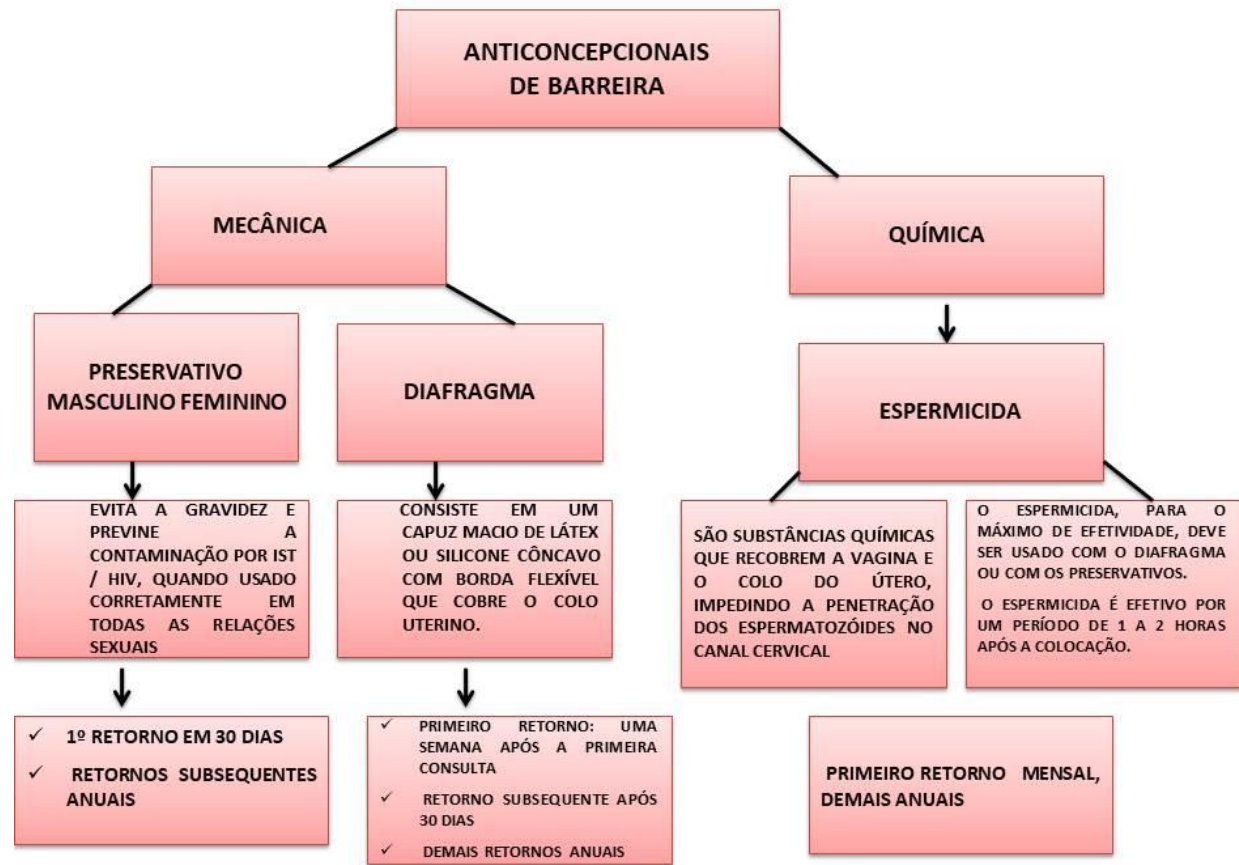 ANTICONCEPCIONAIS
DE BARREIRA
MECÂNICA
QUÍMICA
PRESERVATIVO
MASCULINO FEMININO
DIAFRAGMA
ESPERMICIDA
EVITA A GRAVIDEZ E
PREVINE A
CONTAMINAÇÃO POR IST
/ HIV, QUANDO USADO
CORRETAMENTE EM
TODAS AS RELAÇÕES
SEXUAIS
CONSISTE EM UM
CAPUZ MACIO DE LÁTEX
OU SILICONE CÔNCAVO
COM BORDA FLEXÍVEL
QUE COBRE O COLO
UTERINO.
SÃO SUBSTÂNCIAS QUÍMICAS
QUE RECOBREM A VAGINA E
O COLO DO ÚTERO,
IMPEDINDO A PENETRAÇÃO
DOS ESPERMATOZÓIDES NO
CANAL CERVICAL
O ESPERMICIDA, PARA O
MÁXIMO DE EFETIVIDADE, DEVE
SER USADO COM O DIAFRAGMA
OU COM OS PRESERVATIVOS.
O ESPERMICIDA É EFETIVO POR
UM PERÍODO DE 1 A 2 HORAS
APÓS A COLOCAÇÃO.
✓ 1º RETORNO EM 30 DIAS
✓ RETORNOS SUBSEQUENTES
ANUAIS
✓ PRIMEIRO RETORNO: UMA
SEMANA APÓS A PRIMEIRA
CONSULTA
✓ RETORNO SUBSEQUENTE APÓS
30 DIAS
✓ DEMAIS RETORNOS ANUAIS
PRIMEIRO RETORNO MENSAL,
DEMAIS ANUAIS